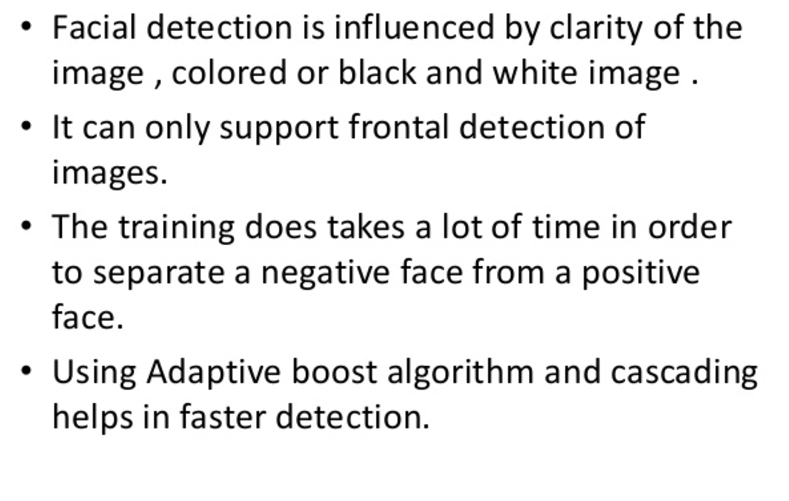 • Facial detection is influenced by clarity of the
image , colored or black and white image .
• It can only support frontal detection of
images.
• The training does takes a lot of time in order
to separate a negative face from a positive
face.
• Using Adaptive boost algorithm and cascading
helps in faster detection.